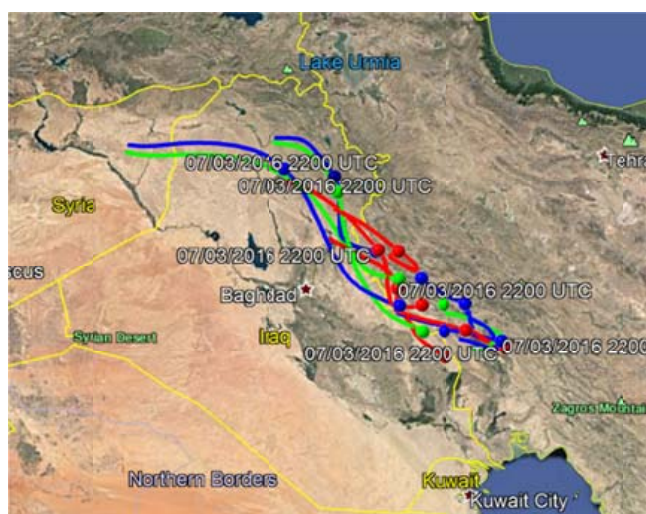 Lake Urmia
Tehra
07/03/2016 2200 UTC
07/03/2016 2200 UTC
Syria
07/03/2016 2200 UTC
scus
Baghdad
07/03/2016 2200 UTC
Iraq
Syrian Desert
07/03/2016 2200 UTC
07/03/2016 2200
Zagros Mountai
Northern Borders
Kuwait
Kuwait City